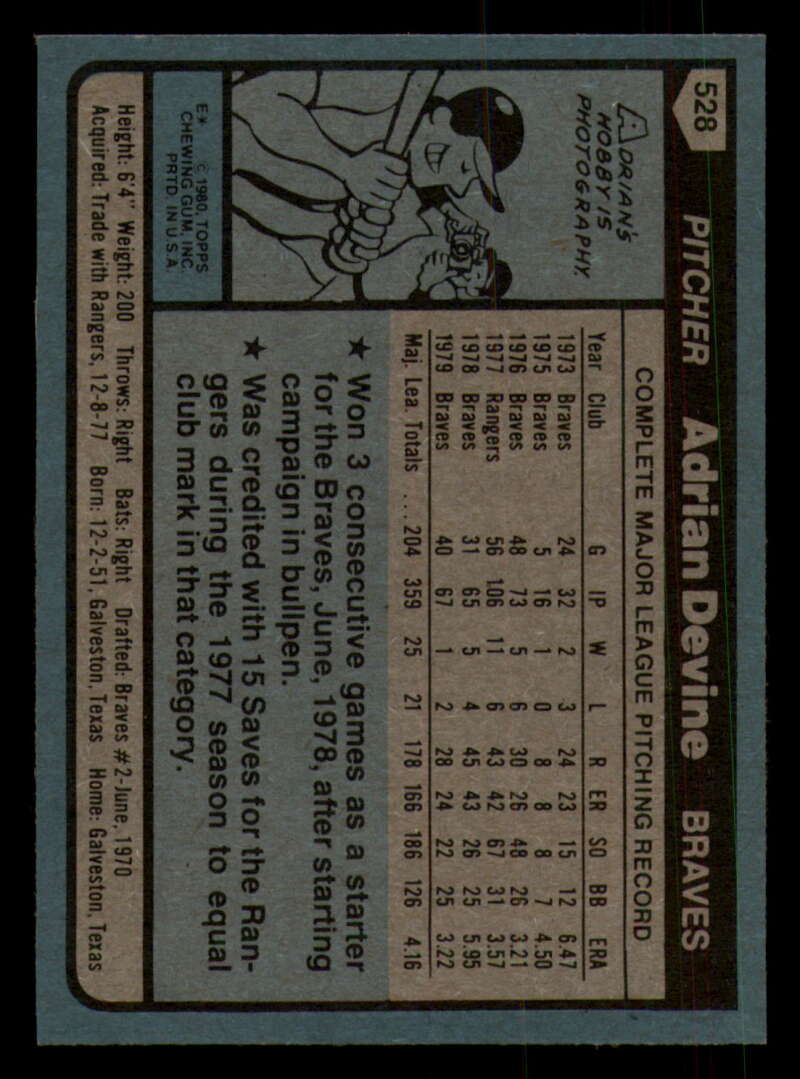 528 PITCHER Adrian Devine BRAVES
ADRIAN'S
HOBBY IS
PHOTOGRAPHY.
E* © 1980 TOPPS
CHEWING GUM, INC.
PRTD. IN U.S.A.
COMPLETE MAJOR LEAGUE PITCHING RECORD
Year Club G IP W L R ER SO BB ERA
1973 Braves 24 32 2 3 24 23 15 12 6.47
1975 Braves 5 16 1 0 8 8 8 7 4.50
1976 Braves 48 73 5 6 30 26 48 26 3.21
1977 Rangers 56 106 11 6 43 42 67 31 3.57
1978 Braves 31 65 5 4 45 43 26 25 5.95
1979 Braves 40 67 1 2 28 24 22 25 3.22
Maj. Lea. Totals ... 204 359 25 21 178 166 186 126 4.16
★ Won 3 consecutive games as a starter
for the Braves, June, 1978, after starting
campaign in bullpen.
★ Was credited with 15 Saves for the Ran-
gers during the 1977 season to equal
club mark in that category.
Height: 6'4" Weight: 200 Throws: Right Bats: Right Drafted: Braves #2-June, 1970
Acquired: Trade with Rangers, 12-8-77 Born: 12-2-51, Galveston, Texas Home: Galveston, Texas